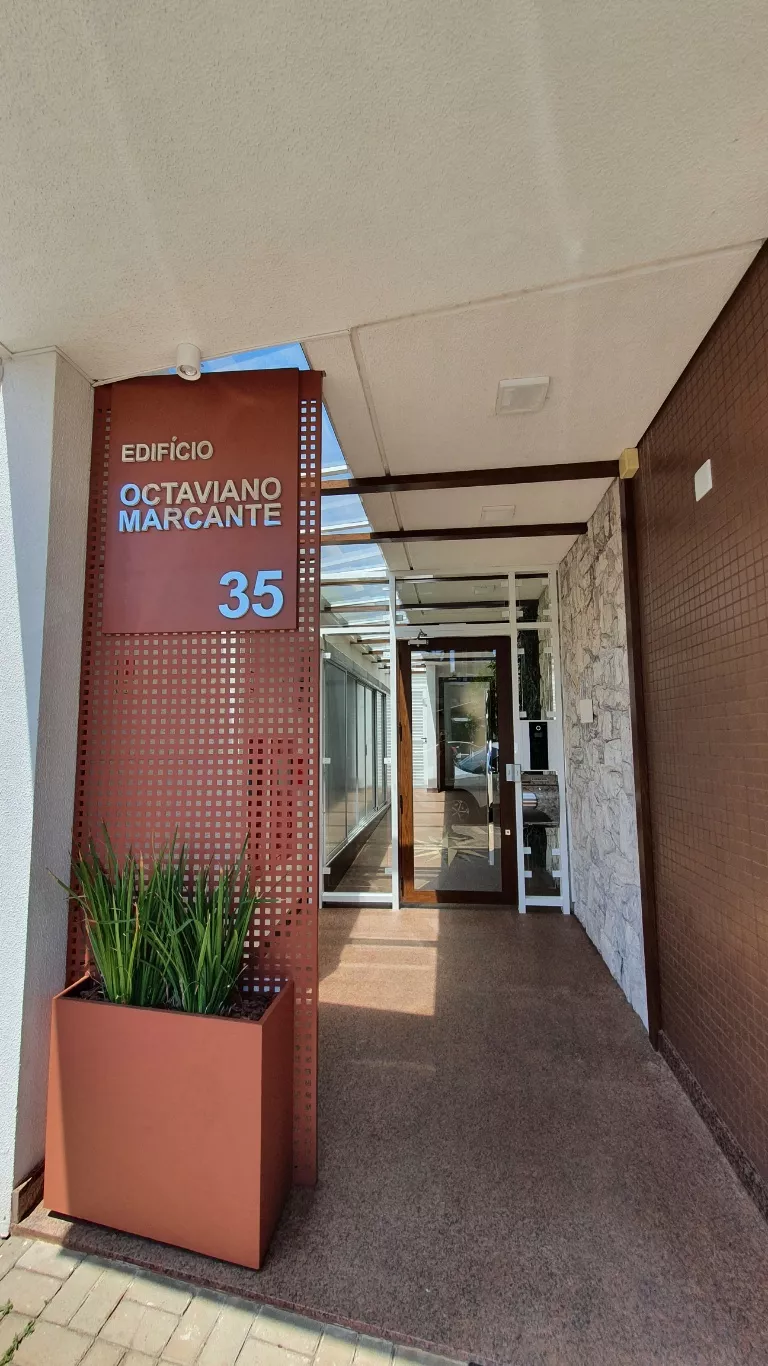 EDIFÍCIO
OCTAVIANO
MARCANTE
35